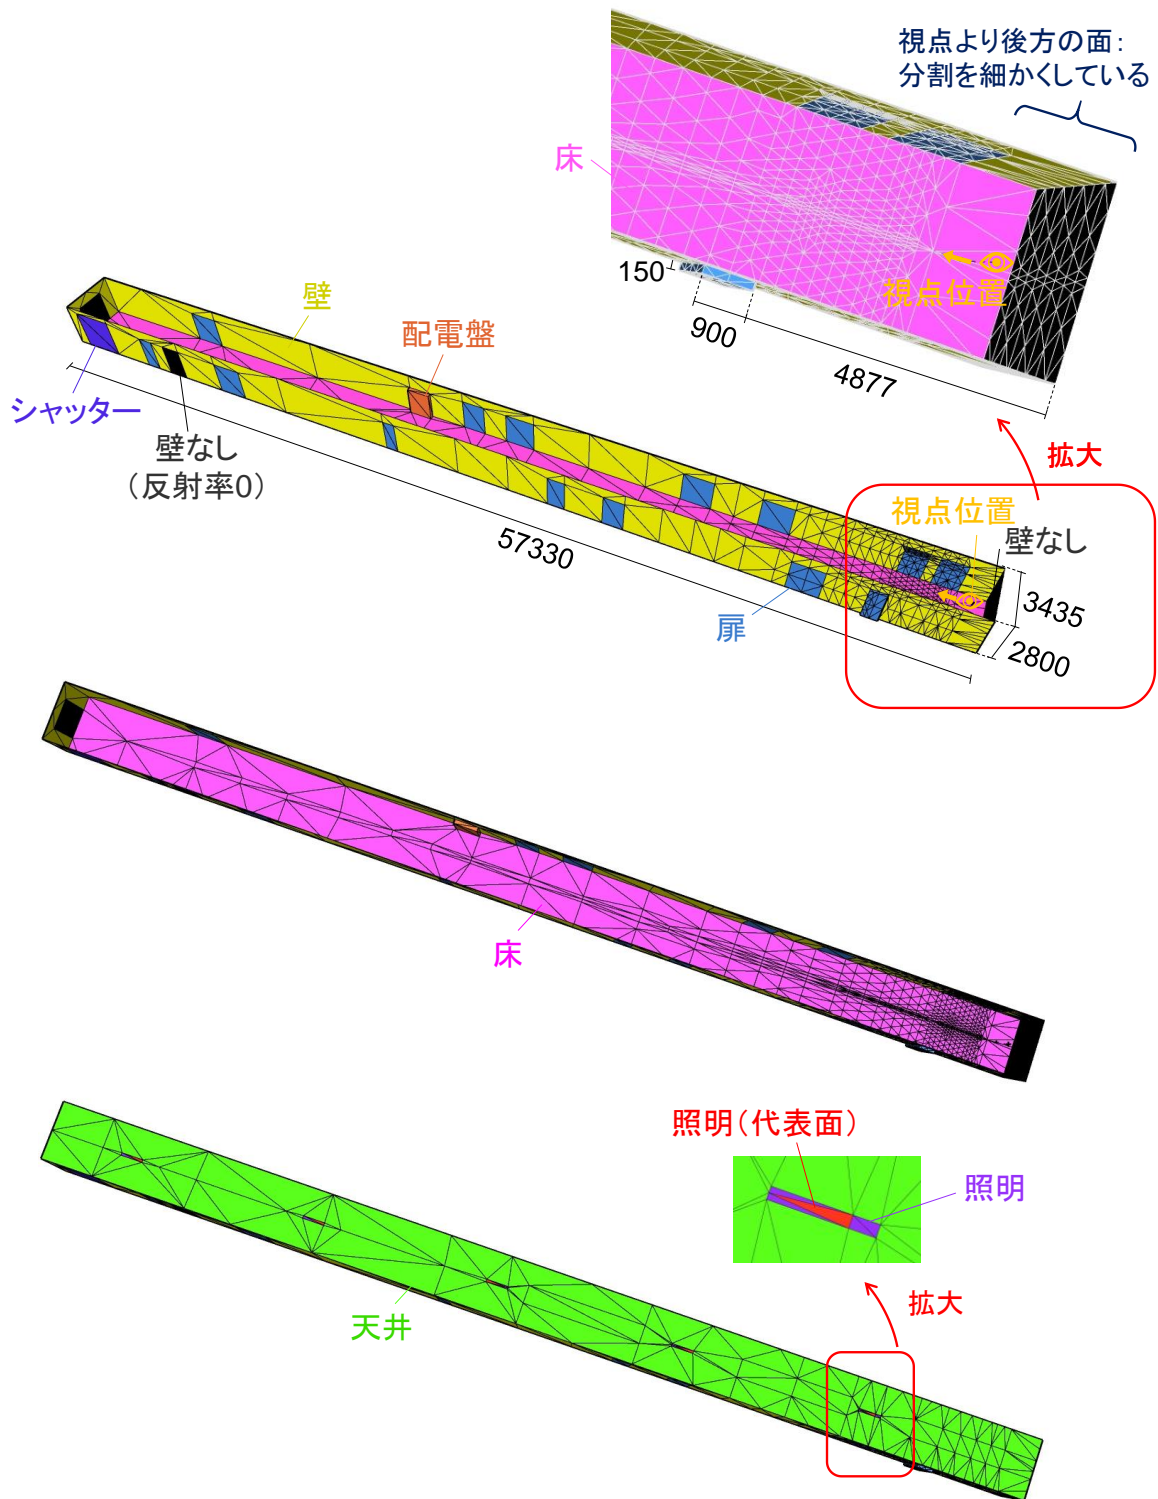 視点より後方の面：
分割を細かくしている
床
視点位置
150
900
4877
拡大
壁
配電盤
シャッター
壁なし
（反射率0）
57330
視点位置
壁なし
3435
2800
扉
床
照明（代表面）
照明
拡大
天井